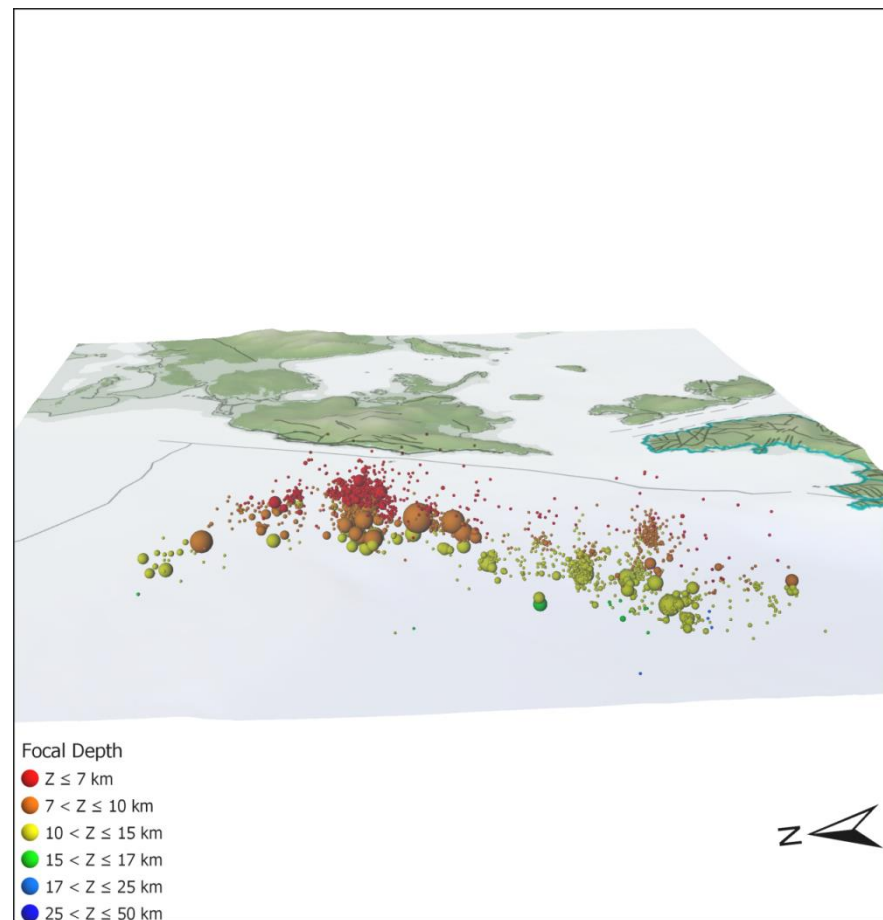 Focal Depth
Z ≤ 7 km
7 < Z ≤ 10 km
10 < Z ≤ 15 km
15 < Z ≤ 17 km
17 < Z ≤ 25 km
25 < Z ≤ 50 km
N